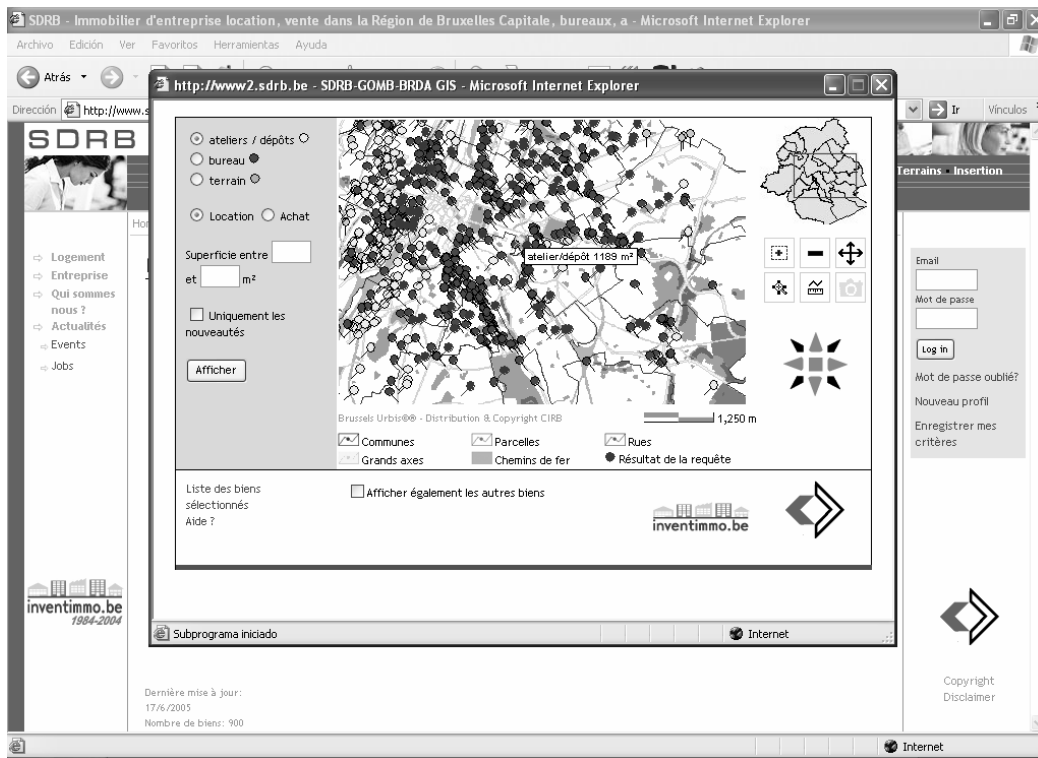 SDRB - Immobilier d'entreprise location, vente dans la Région de Bruxelles Capitale, bureaux, a - Microsoft Internet Explorer
Archivo Edición Ver Favoritos Herramientas Ayuda
Atrás
Dirección http://www.s
Ir Vínculos
http://www2.sdrb.be - SDRB-GOMB-BRDA GIS - Microsoft Internet Explorer
SDRB
Terrains Insertion
Logement
Entreprise
Qui sommes
nous ?
Actualités
Events
Jobs
ateliers / dépôts
bureau
terrain
Location Achat
Superficie entre
et m²
Uniquement les
nouveautés
Afficher
atelier/dépôt 1189 m²
Brussels Urbis®® - Distribution & Copyright CIRB
1,250 m
Communes Parcelles Rues
Grands axes Chemins de fer Résultat de la requête
Liste des biens
sélectionnés
Aide ?
Afficher également les autres biens
inventimmo.be
Subprograma iniciado
Internet
Email
Mot de passe
Log in
Mot de passe oublié?
Nouveau profil
Enregistrer mes
critères
inventimmo.be
1984-2004
Dernière mise à jour:
17/6/2005
Nombre de biens: 900
Copyright
Disclaimer
Internet